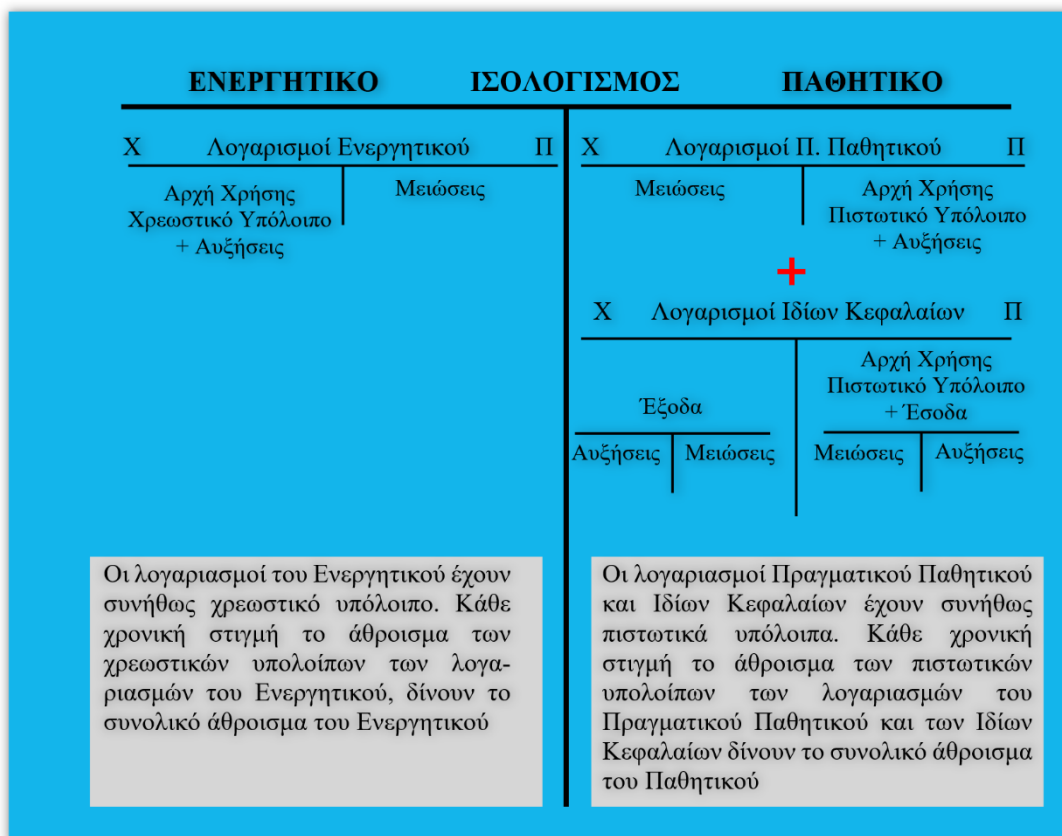 ΕΝΕΡΓΗΤΙΚΟ ΙΣΟΛΟΓΙΣΜΟΣ ΠΑΘΗΤΙΚΟ
Χ Λογαρισμοί Ενεργητικού Π
Αρχή Χρήσης
Χρεωστικό Υπόλοιπο
+ Αυξήσεις
Μειώσεις
Χ Λογαρισμοί Π. Παθητικού Π
Μειώσεις
Αρχή Χρήσης
Πιστωτικό Υπόλοιπο
+ Αυξήσεις
+
Χ Λογαρισμοί Ιδίων Κεφαλαίων Π
Έξοδα
Αυξήσεις Μειώσεις
Αρχή Χρήσης
Πιστωτικό Υπόλοιπο
+ Έσοδα
Μειώσεις Αυξήσεις
Οι λογαριασμοί του Ενεργητικού έχουν
συνήθως χρεωστικό υπόλοιπο. Κάθε
χρονική στιγμή το άθροισμα των
χρεωστικών υπολοίπων των λογα-
ριασμών του Ενεργητικού, δίνουν το
συνολικό άθροισμα του Ενεργητικού
Οι λογαριασμοί Πραγματικού Παθητικού
και Ιδίων Κεφαλαίων έχουν συνήθως
πιστωτικά υπόλοιπα. Κάθε χρονική
στιγμή το άθροισμα των πιστωτικών
υπολοίπων των λογαριασμών του
Πραγματικού Παθητικού και των Ιδίων
Κεφαλαίων δίνουν το συνολικό άθροισμα
του Παθητικού